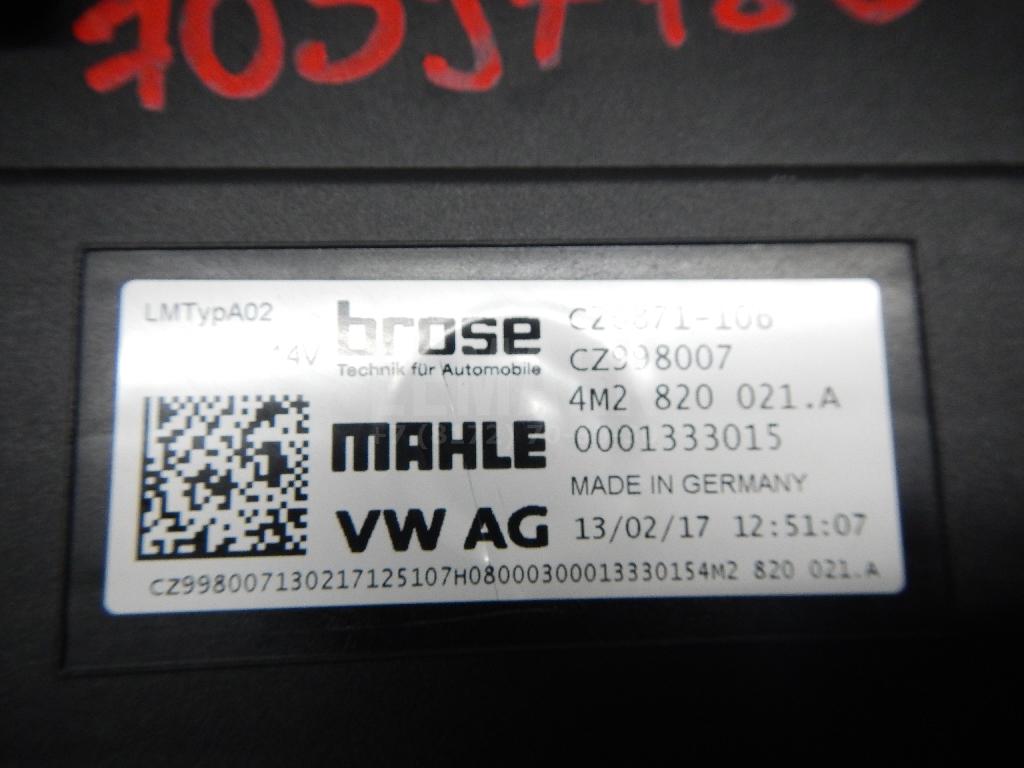 LMTypA02
14V
brose
Technik für Automobile
CZ998007
4M2 820 021.A
MAHLE
0001333015
MADE IN GERMANY
VW AG
13/02/17 12:51:07
CZ998007130217125107H08000300013330154M2 820 021.A